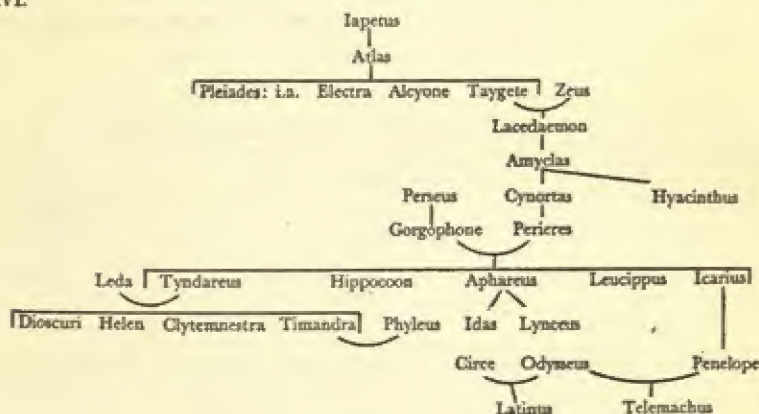 Iapetus
Atlas
Pleiades: i.a. Electra Alcyone Taygete Zeus
Lacedaemon
Amyclas
Perseus Cynortas Hyacinthus
Gorgophone Perieres
Leda Tyndareus Hippocoon Aphareus Leucippus Icarius
Dioscuri Helen Clytemnestra Timandra Phyleus Idas Lynceus
Circe Odysseus Penelope
Latinus Telemachus